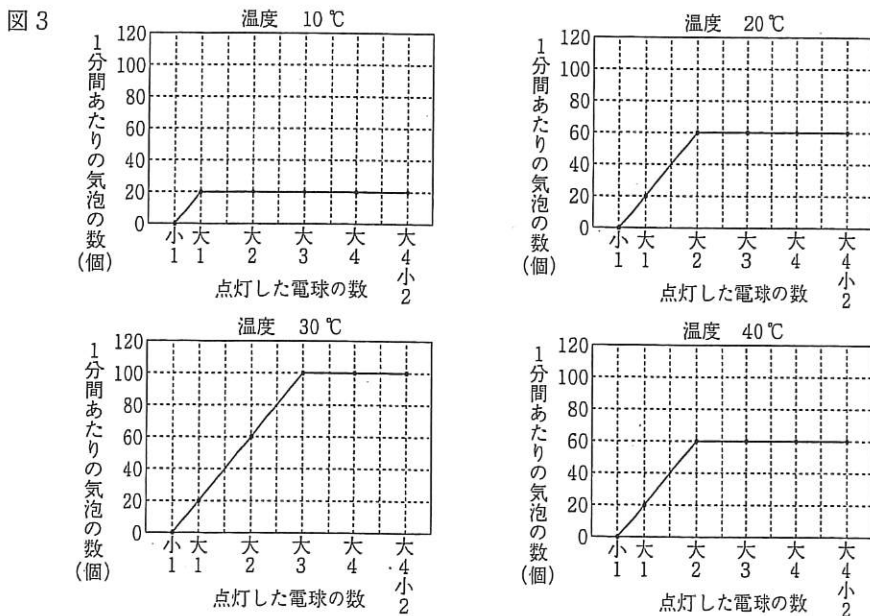 図3
温度 10℃
1分間あたりの気泡の数(個)
120
100
80
60
40
20
0
小1
大1
大2
大3
大4
大4小2
点灯した電球の数
温度 20℃
1分間あたりの気泡の数(個)
120
100
80
60
40
20
0
小1
大1
大2
大3
大4
大4小2
点灯した電球の数
温度 30℃
1分間あたりの気泡の数(個)
120
100
80
60
40
20
0
小1
大1
大2
大3
大4
大4小2
点灯した電球の数
温度 40℃
1分間あたりの気泡の数(個)
120
100
80
60
40
20
0
小1
大1
大2
大3
大4
大4小2
点灯した電球の数